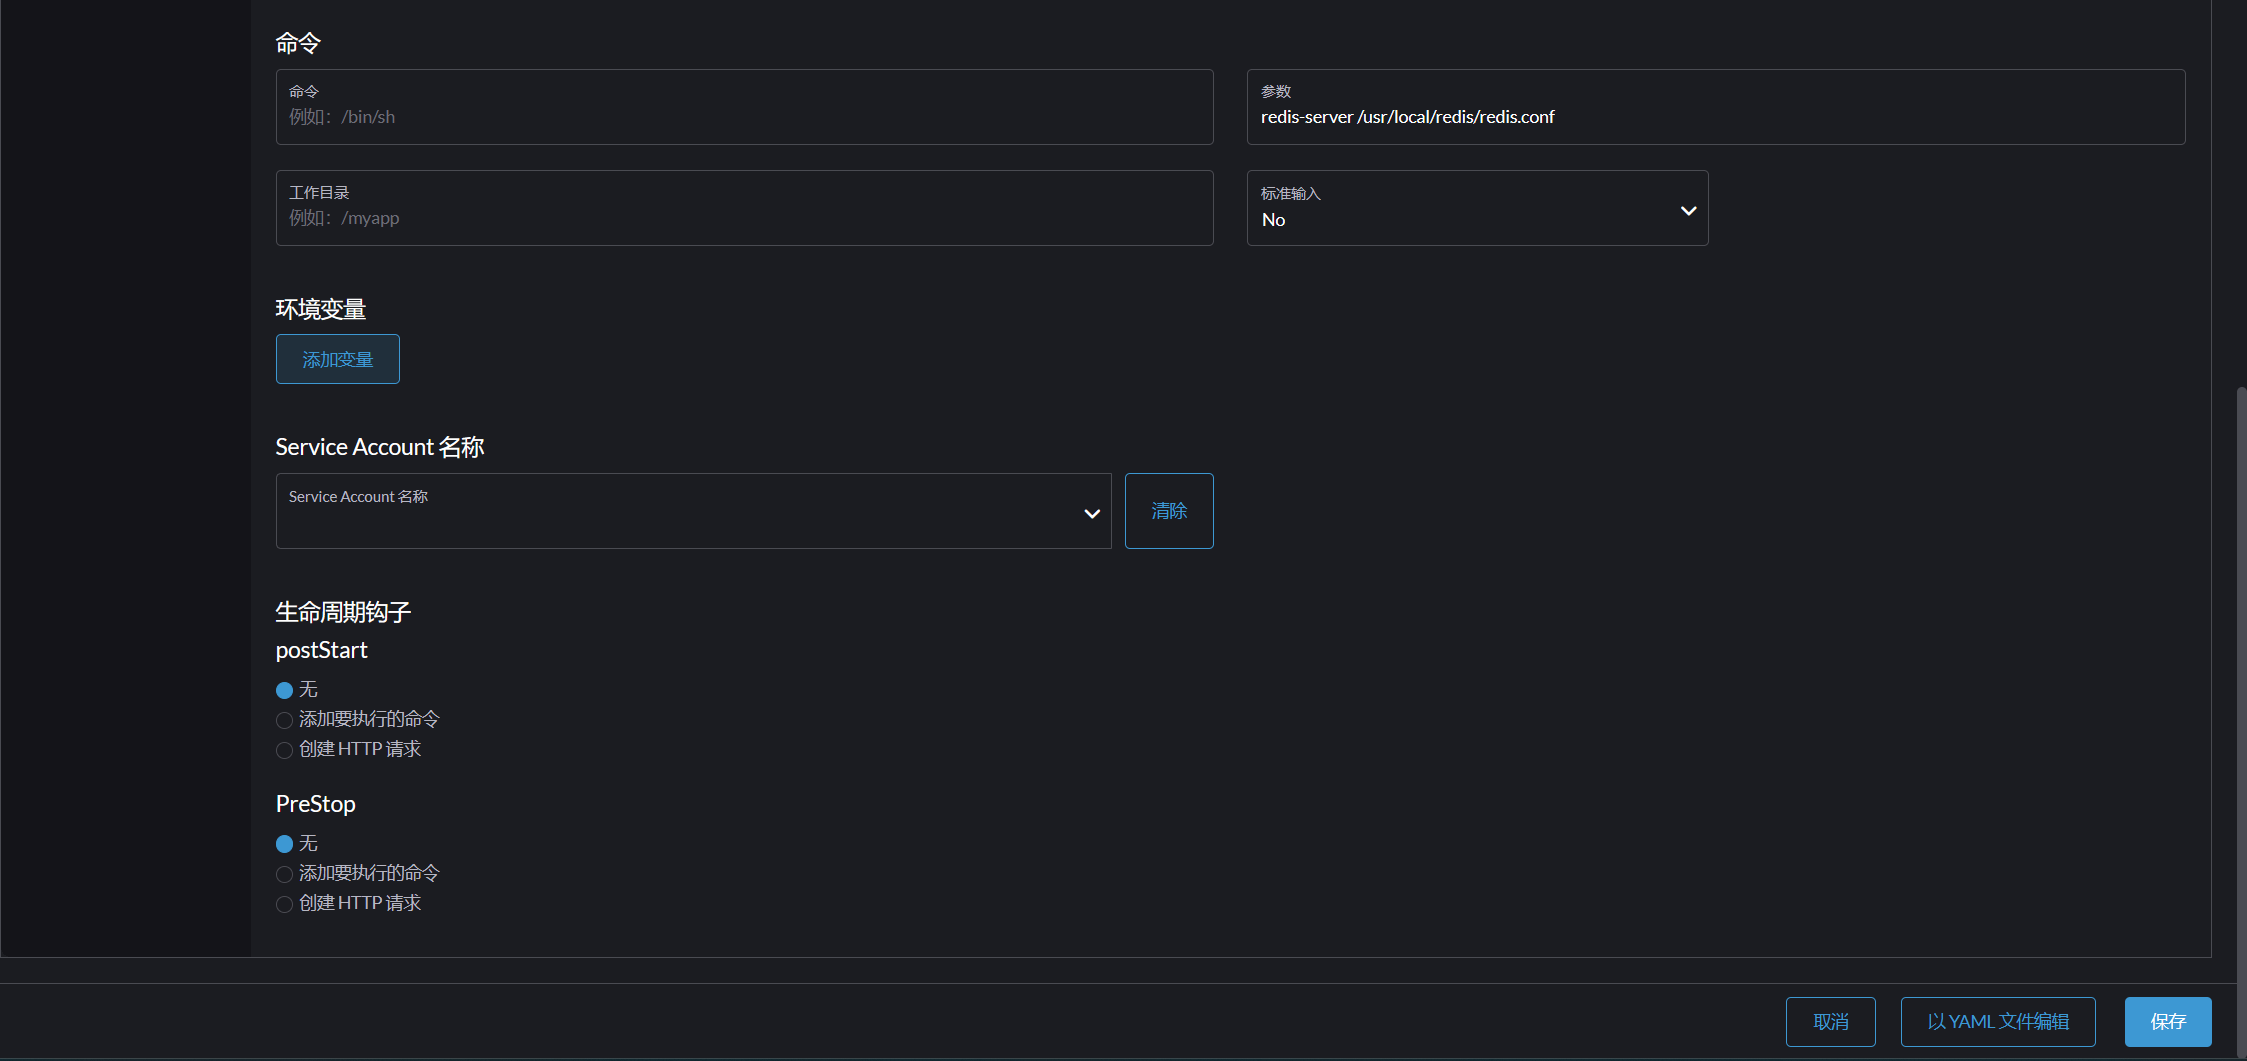 命令
命令
例如：/bin/sh
参数
redis-server /usr/local/redis/redis.conf
工作目录
例如：/myapp
标准输入
No
环境变量
添加变量
Service Account 名称
Service Account 名称
清除
生命周期钩子
postStart
无
添加要执行的命令
创建 HTTP 请求
PreStop
无
添加要执行的命令
创建 HTTP 请求
取消
以 YAML 文件编辑
保存